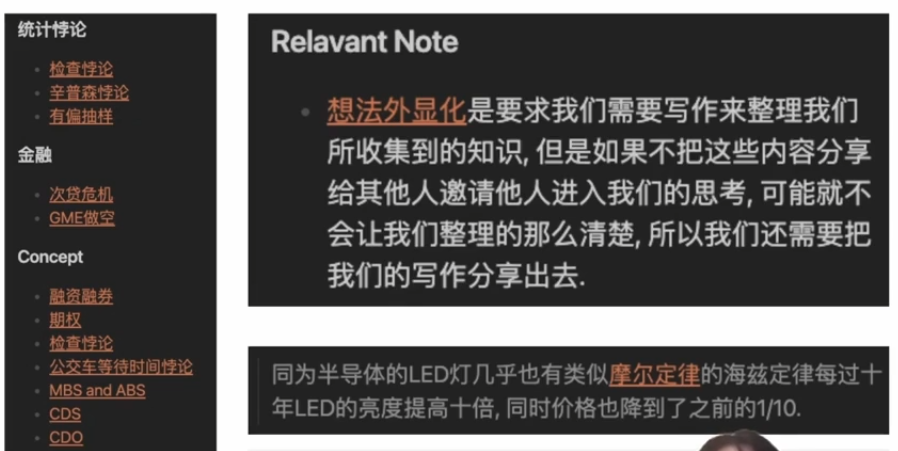 统计悖论
检查悖论
辛普森悖论
有偏抽样
金融
次贷危机
GME做空
Concept
融资融券
期权
检查悖论
公交车等待时间悖论
MBS and ABS
CDS
CDO
Relavant Note
想法外显化是要求我们需要写作来整理我们
所收集到的知识, 但是如果不把这些内容分享
给其他人邀请他人进入我们的思考, 可能就不
会让我们整理的那么清楚, 所以我们还需要把
我们的写作分享出去.
同为半导体的LED灯几乎也有类似摩尔定律的海兹定律每过十
年LED的亮度提高十倍, 同时价格也降到了之前的1/10.